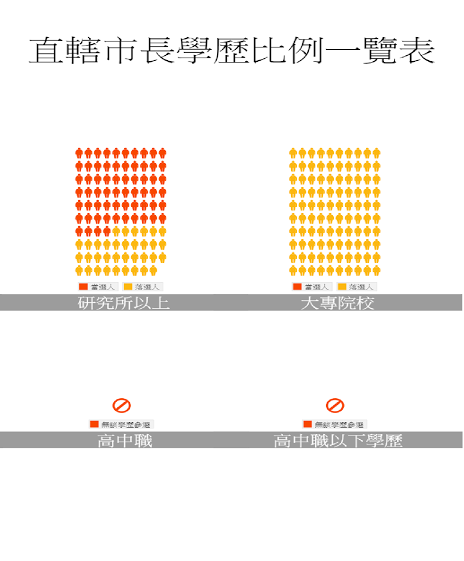 直轄市長學歷比例一覽表
當選人 落選人
當選人 落選人
研究所以上
大專院校
無該學歷參選
無該學歷參選
高中職
高中職以下學歷